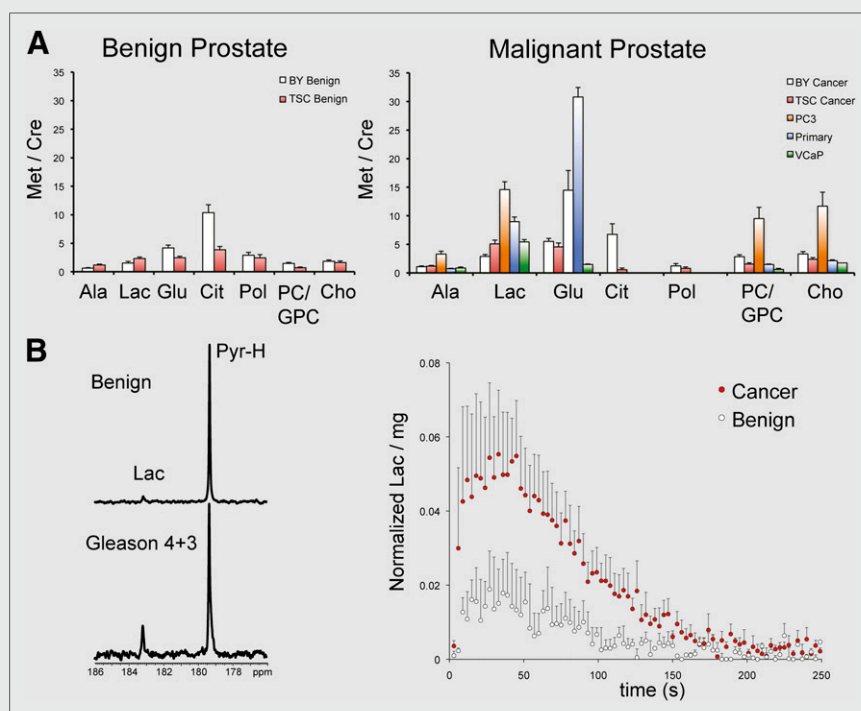 A
Benign Prostate
Malignant Prostate
35
30
25
20
15
10
5
0
Met / Cre
BY Benign
TSC Benign
Ala Lac Glu Cit Pol PC/ Cho
GPC
35
30
25
20
15
10
5
0
Met / Cre
BY Cancer
TSC Cancer
PC3
Primary
VCaP
Ala Lac Glu Cit Pol PC/ Cho
GPC
B
Pyr-H
Benign
Lac
Gleason 4+3
186 184 182 180 178 ppm
0.08
0.06
0.04
0.02
0
Normalized Lac / mg
Cancer
Benign
0 50 100 150 200 250
time (s)